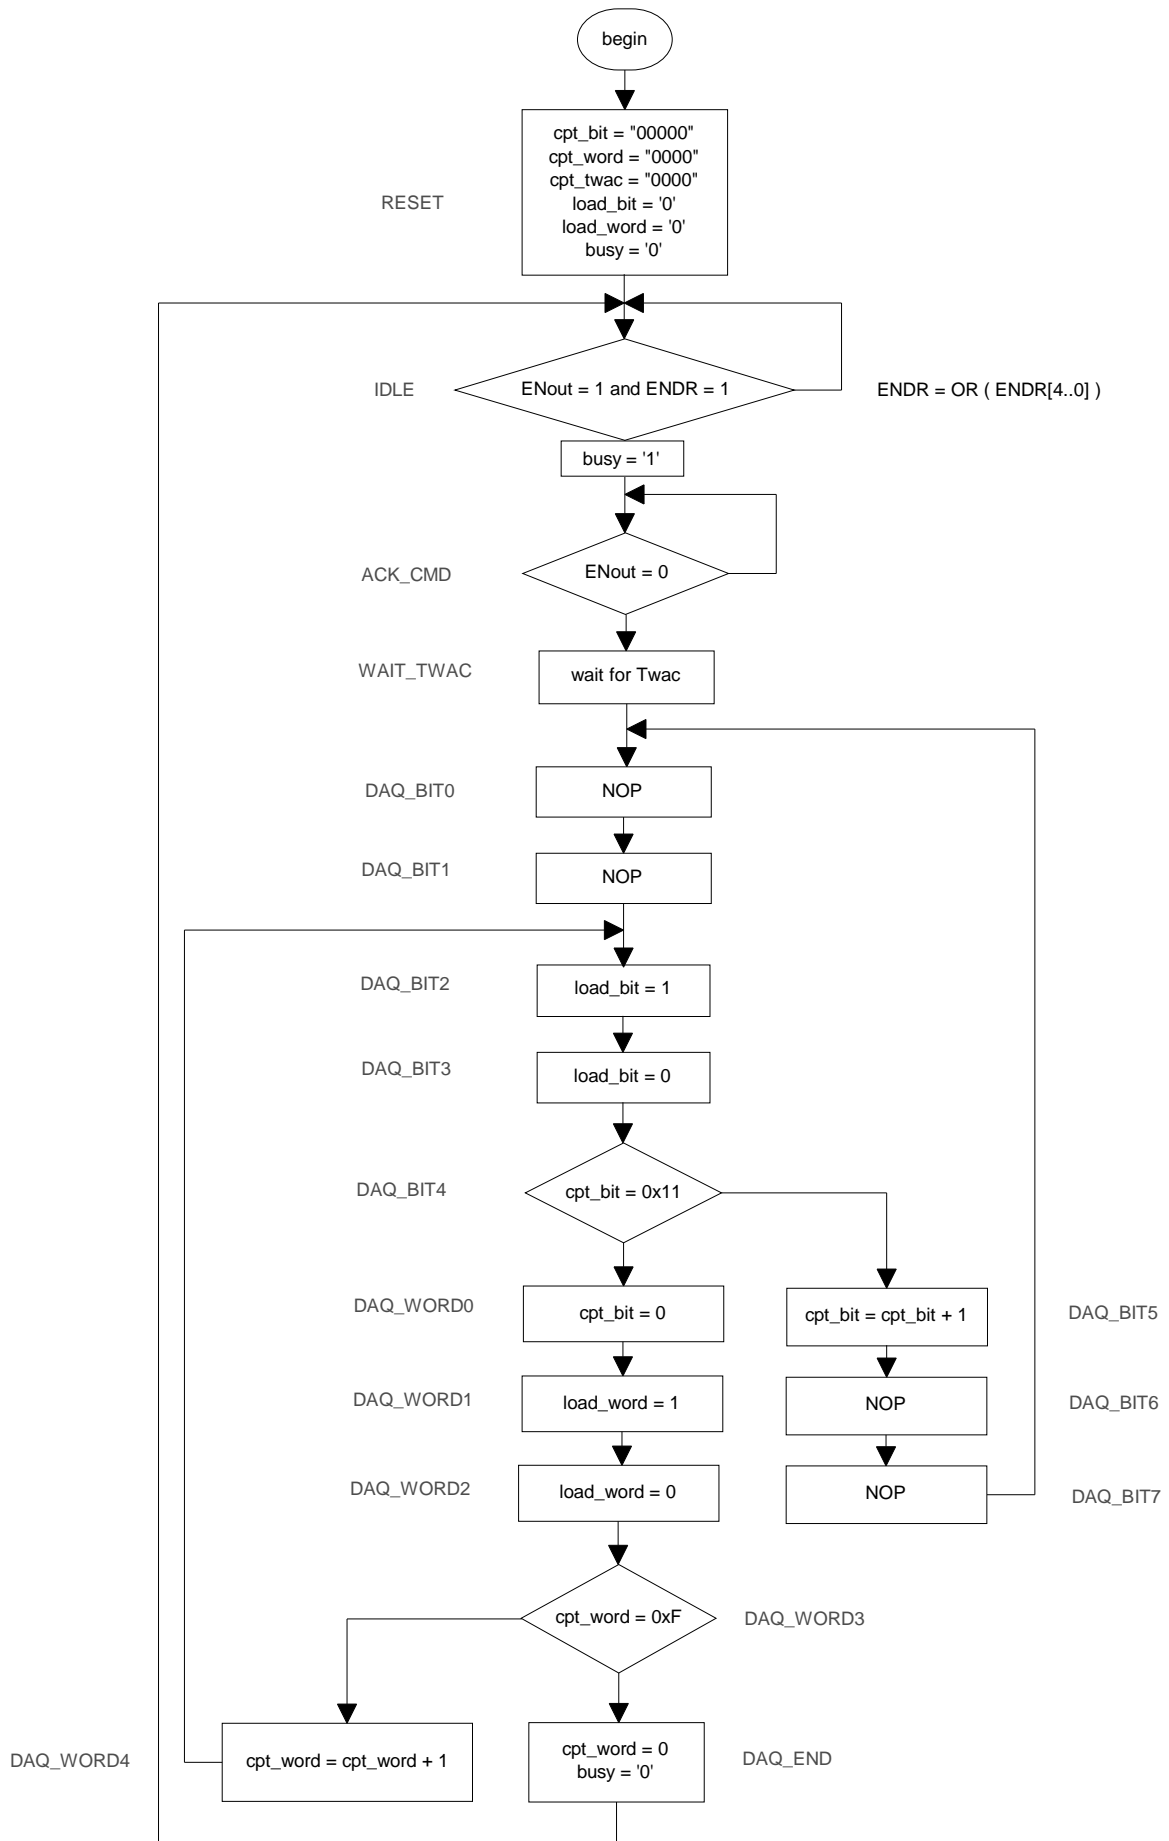 begin
cpt_bit = "00000"
cpt_word = "0000"
cpt_twac = "0000"
RESET
load_bit = '0'
load_word = '0'
busy = '0'
IDLE
ENout = 1 and ENDR = 1
ENDR = OR ( ENDR[4..0] )
busy = '1'
ACK_CMD
ENout = 0
WAIT_TWAC
wait for Twac
DAQ_BIT0
NOP
DAQ_BIT1
NOP
DAQ_BIT2
load_bit = 1
DAQ_BIT3
load_bit = 0
DAQ_BIT4
cpt_bit = 0x11
DAQ_WORD0
cpt_bit = 0
cpt_bit = cpt_bit + 1
DAQ_BIT5
DAQ_WORD1
load_word = 1
NOP
DAQ_BIT6
DAQ_WORD2
load_word = 0
NOP
DAQ_BIT7
cpt_word = 0xF
DAQ_WORD3
DAQ_WORD4
cpt_word = cpt_word + 1
cpt_word = 0
busy = '0'
DAQ_END